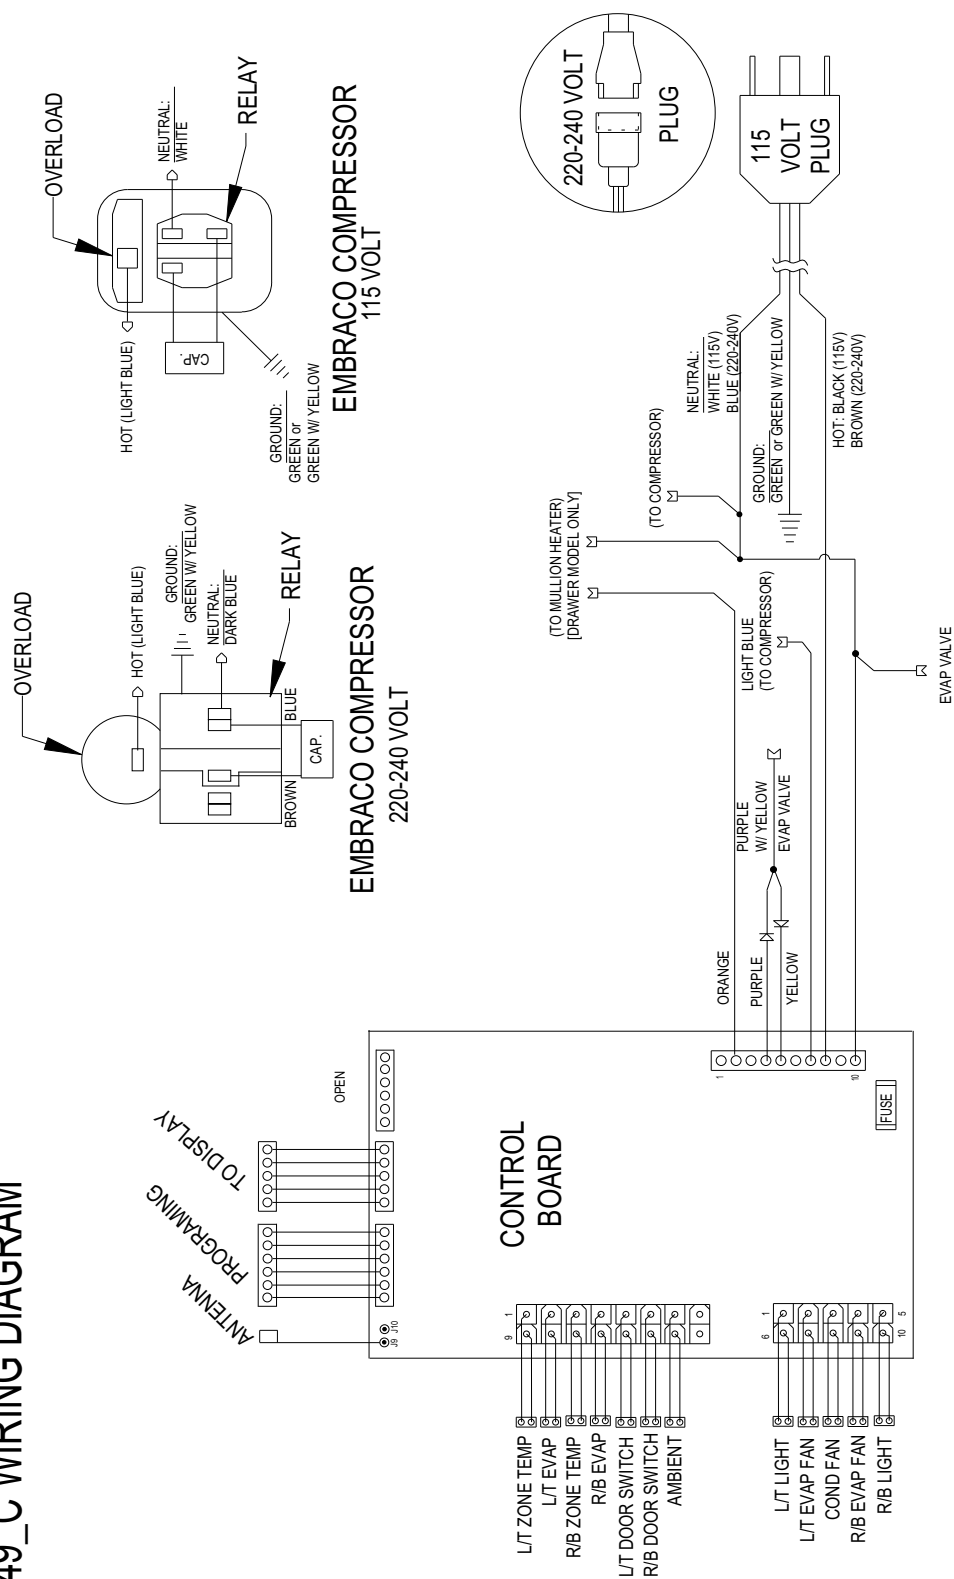 49_C WIRING DIAGRAM
OVERLOAD
HOT (LIGHT BLUE)
GROUND:
GREEN W/ YELLOW
NEUTRAL:
DARK BLUE
RELAY
BLUE
BROWN
CAP.
EMBRACO COMPRESSOR
220-240 VOLT
OVERLOAD
NEUTRAL:
WHITE
RELAY
HOT (LIGHT BLUE)
CAP.
GROUND:
GREEN or
GREEN W/ YELLOW
EMBRACO COMPRESSOR
115 VOLT
ANTENNA
PROGRAMING
TO DISPLAY
OPEN
J9
J10
CONTROL
BOARD
9
1
L/T ZONE TEMP
L/T EVAP
R/B ZONE TEMP
R/B EVAP
L/T DOOR SWITCH
R/B DOOR SWITCH
AMBIENT
6
1
10
5
L/T LIGHT
L/T EVAP FAN
COND FAN
R/B EVAP FAN
R/B LIGHT
1
10
FUSE
ORANGE
PURPLE
YELLOW
PURPLE
W/ YELLOW
EVAP VALVE
LIGHT BLUE
(TO COMPRESSOR)
(TO MULLION HEATER)
[DRAWER MODEL ONLY]
(TO COMPRESSOR)
EVAP VALVE
NEUTRAL:
WHITE (115V)
BLUE (220-240V)
GROUND:
GREEN or GREEN W/ YELLOW
HOT: BLACK (115V)
BROWN (220-240V)
220-240 VOLT
PLUG
115
VOLT
PLUG